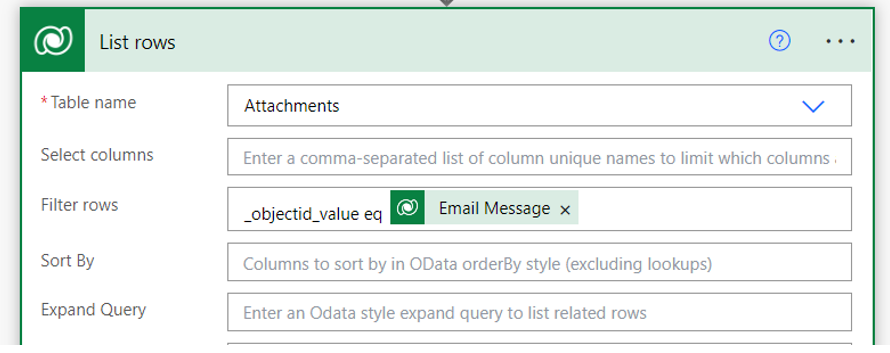 List rows
* Table name
Attachments
Select columns
Enter a comma-separated list of column unique names to limit which columns
Filter rows
_objectid_value eq Email Message ×
Sort By
Columns to sort by in OData orderBy style (excluding lookups)
Expand Query
Enter an Odata style expand query to list related rows